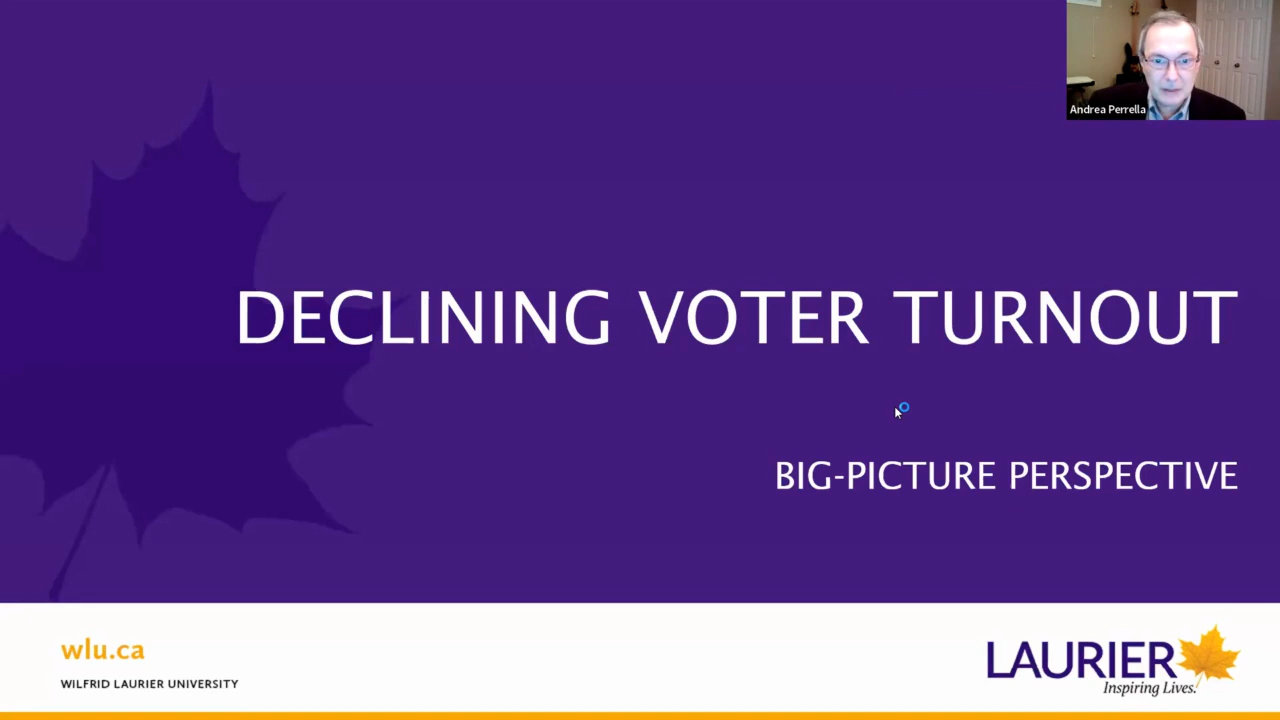 Andrea Perrella
DECLINING VOTER TURNOUT
BIG-PICTURE PERSPECTIVE
wlu.ca
WILFRID LAURIER UNIVERSITY
LAURIER
Inspiring Lives.